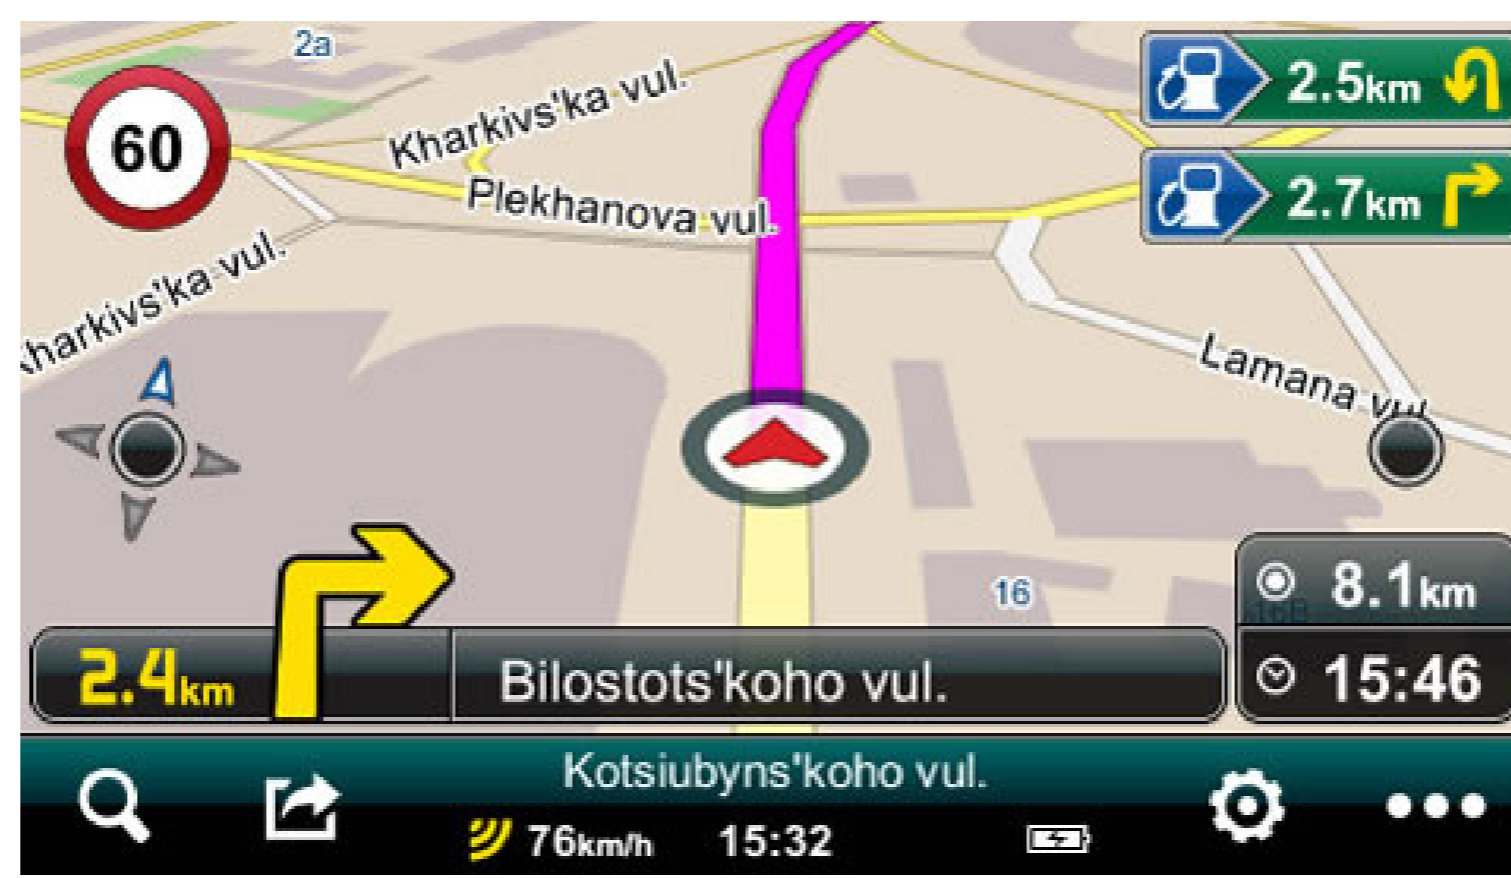 2a
60
2.5km
Kharkivs'ka vul.
2.7km
Plekhanova vul.
kharkivs'ka vul.
Lamana vul.
16
16B
8.1km
2.4km
Bilostots'koho vul.
15:46
Kotsiubyns'koho vul.
76km/h 15:32